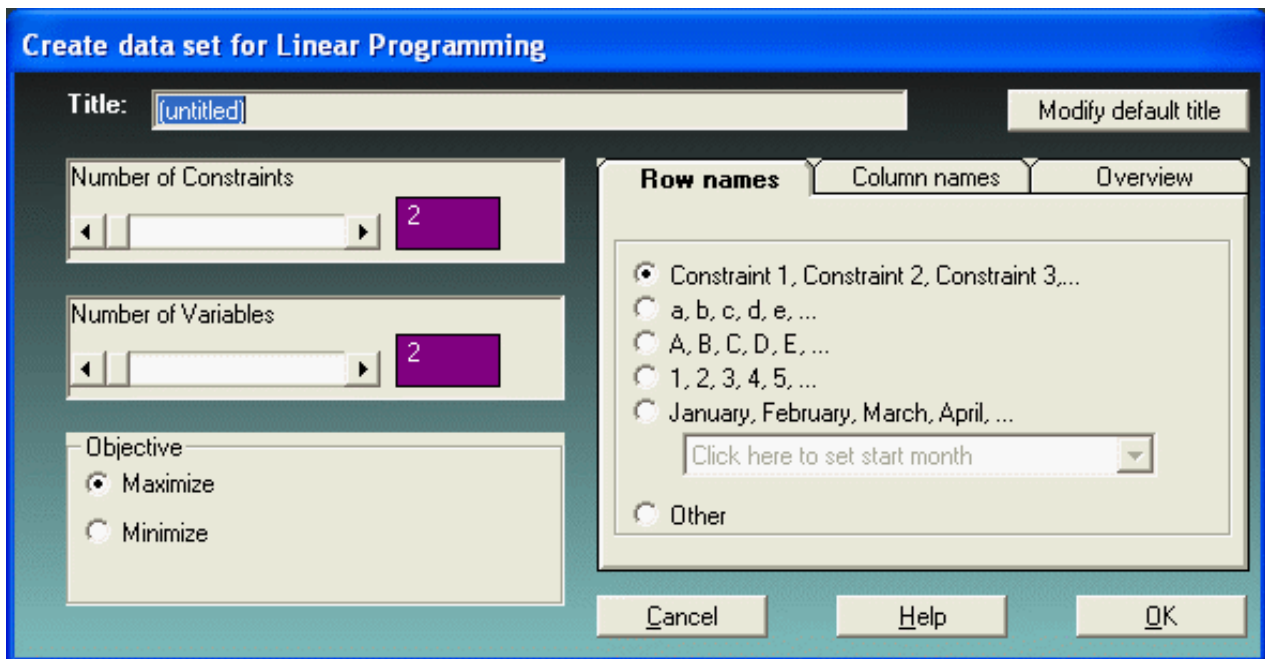 Create data set for Linear Programming
Title: (untitled) Modify default title
Number of Constraints
2
Number of Variables
2
Objective
Maximize
Minimize
Row names Column names Overview
Constraint 1, Constraint 2, Constraint 3,...
a, b, c, d, e, ...
A, B, C, D, E, ...
1, 2, 3, 4, 5, ...
January, February, March, April, ...
Click here to set start month
Other
Cancel Help OK